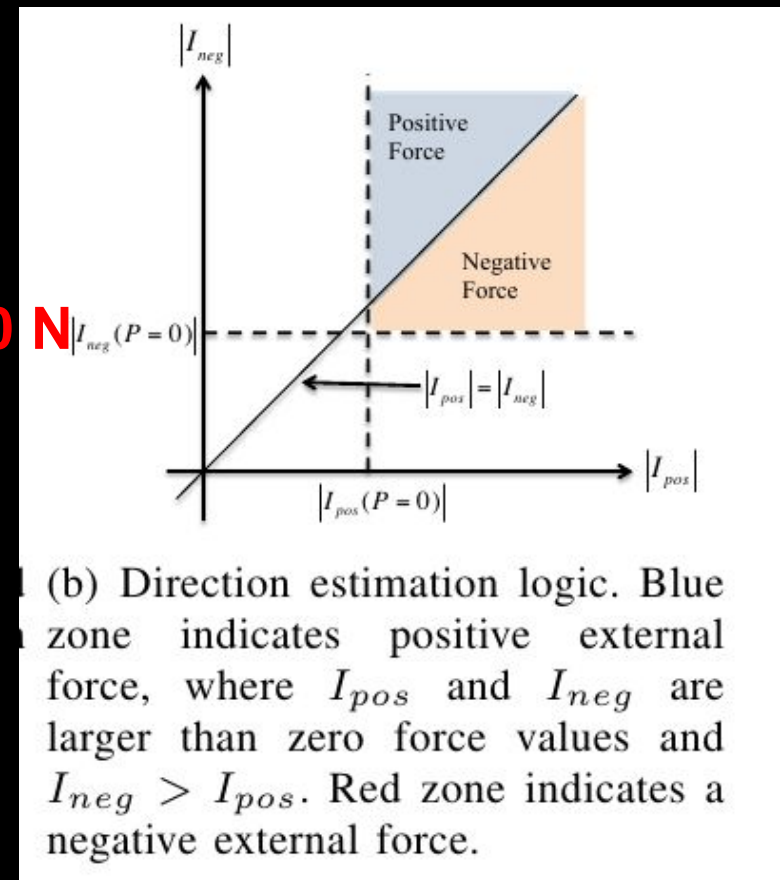 |I_neg|
Positive
Force
Negative
Force
N
|I_neg (P = 0)|
|I_pos| = |I_neg|
|I_pos|
|I_pos (P = 0)|
(b) Direction estimation logic. Blue
zone indicates positive external
force, where I_pos and I_neg are
larger than zero force values and
I_neg > I_pos. Red zone indicates a
negative external force.